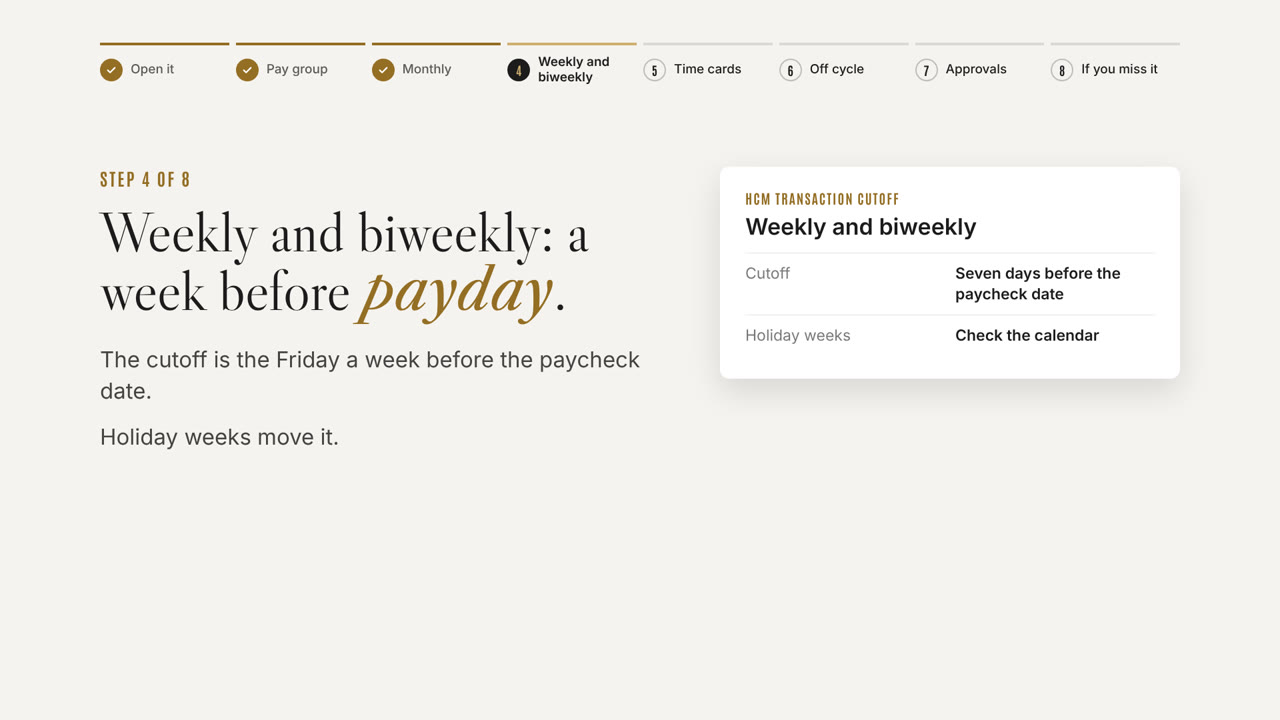 Open it
Pay group
Monthly
4 Weekly and
biweekly
5 Time cards
6 Off cycle
7 Approvals
8 If you miss it
STEP 4 OF 8
Weekly and biweekly: a
week before payday.
The cutoff is the Friday a week before the paycheck
date.
Holiday weeks move it.
HCM TRANSACTION CUTOFF
Weekly and biweekly
Cutoff
Seven days before the
paycheck date
Holiday weeks
Check the calendar